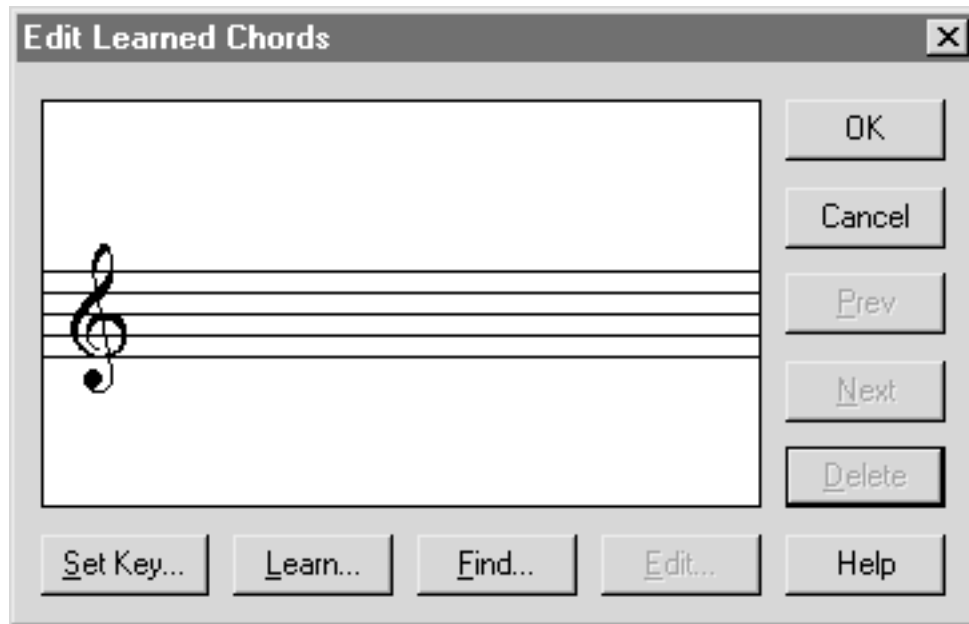 Edit Learned Chords
OK
Cancel
Prev
Next
Delete
Set Key...
Learn...
Find...
Edit...
Help